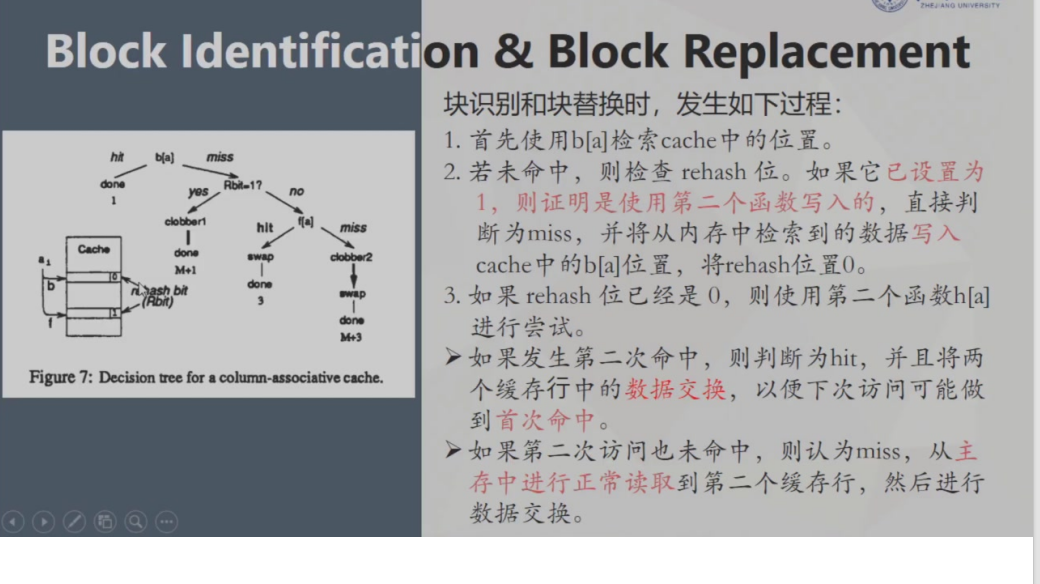 ZHEJIANG UNIVERSITY
Block Identification & Block Replacement
块识别和块替换时，发生如下过程：
1. 首先使用b[a]检索cache中的位置。
2. 若未命中，则检查 rehash 位。如果它已设置为
1，则证明是使用第二个函数写入的，直接判
断为miss，并将从内存中检索到的数据写入
cache中的b[a]位置，将rehash位置0。
3. 如果 rehash 位已经是 0，则使用第二个函数h[a]
进行尝试。
➢如果发生第二次命中，则判断为hit，并且将两
个缓存行中的数据交换，以便下次访问可能做
到首次命中。
➢如果第二次访问也未命中，则认为miss，从主
存中进行正常读取到第二个缓存行，然后进行
数据交换。
hit b[a] miss
done
1
Rbit=1?
yes no
clobber1
done
M+1
hit f[a] miss
swap
done
3
clobber2
swap
done
M+3
Cache
ai
b
f
0
1
rehash bit
(Rbit)
Figure 7: Decision tree for a column-associative cache.